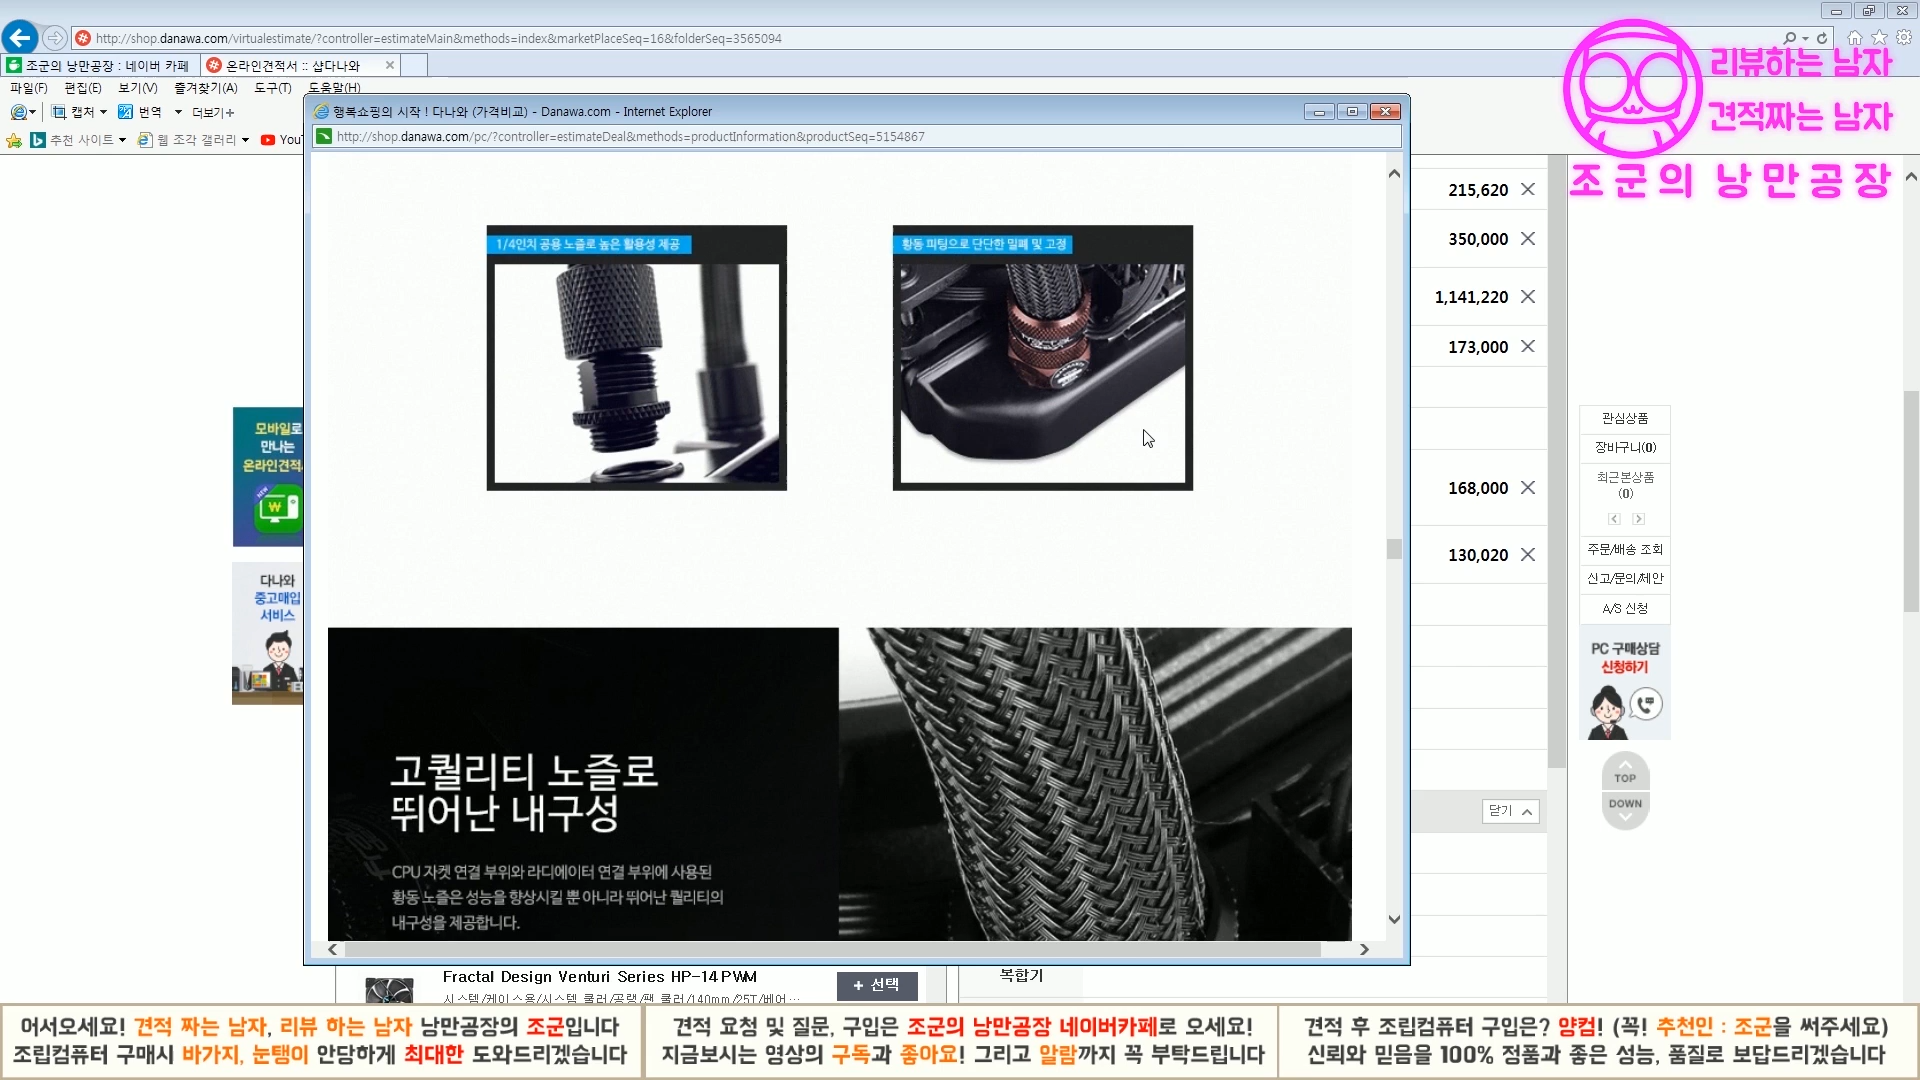 http://shop.danawa.com/virtualestimate/?controller=estimateMain&methods=index&marketPlaceSeq=16&folderSeq=3565094
조군의 낭만공장 : 네이버 카페
온라인견적서 :: 샵다나와
파일(F) 편집(E) 보기(V) 즐겨찾기(A) 도구(T) 도움말(H)
캡처 번역 더보기+
추천 사이트 웹 조각 갤러리 You
행복쇼핑의 시작 ! 다나와 (가격비교) - Danawa.com - Internet Explorer
http://shop.danawa.com/pc/?controller=estimateDeal&methods=productInformation&productSeq=5154867
리뷰하는 남자
견적짜는 남자
조군의 낭만공장
215,620
350,000
1,141,220
173,000
168,000
130,020
1/4인치 공용 노즐로 높은 활용성 제공
황동 피팅으로 단단한 밀폐 및 고정
모바일로
만나는
온라인견적
NEW
다나와
중고매입
서비스
관심상품
장바구니(0)
최근본상품
(0)
주문/배송 조회
신고/문의/제안
A/S 신청
PC 구매상담
신청하기
TOP
DOWN
닫기
고퀄리티 노즐로
뛰어난 내구성
CPU 자켓 연결 부위와 라디에이터 연결 부위에 사용된
황동 노즐은 성능을 향상시킬 뿐 아니라 뛰어난 퀄리티의
내구성을 제공합니다.
Fractal Design Venturi Series HP-14 PWM
+ 선택
시스템/케이스용/시스템 쿨러/공랭/팬 쿨러/140mm/25T/베어…
복합기
어서오세요! 견적 짜는 남자, 리뷰 하는 남자 낭만공장의 조군입니다
조립컴퓨터 구매시 바가지, 눈탱이 안당하게 최대한 도와드리겠습니다
견적 요청 및 질문, 구입은 조군의 낭만공장 네이버카페로 오세요!
지금보시는 영상의 구독과 좋아요! 그리고 알람까지 꼭 부탁드립니다
견적 후 조립컴퓨터 구입은? 양컴! (꼭! 추천인 : 조군을 써주세요)
신뢰와 믿음을 100% 정품과 좋은 성능, 품질로 보답드리겠습니다